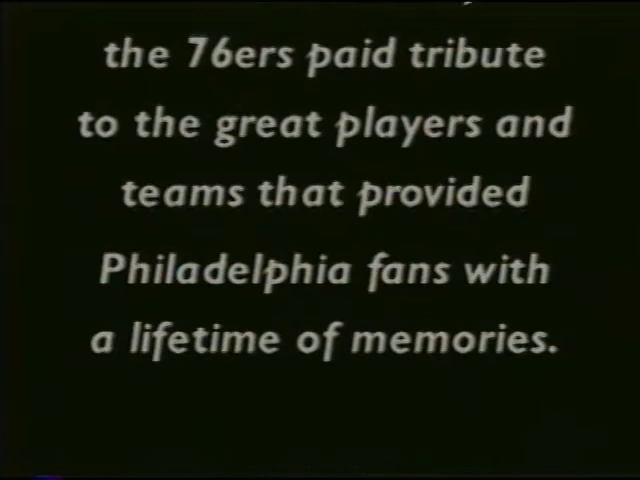 the 76ers paid tribute
to the great players and
teams that provided
Philadelphia fans with
a lifetime of memories.